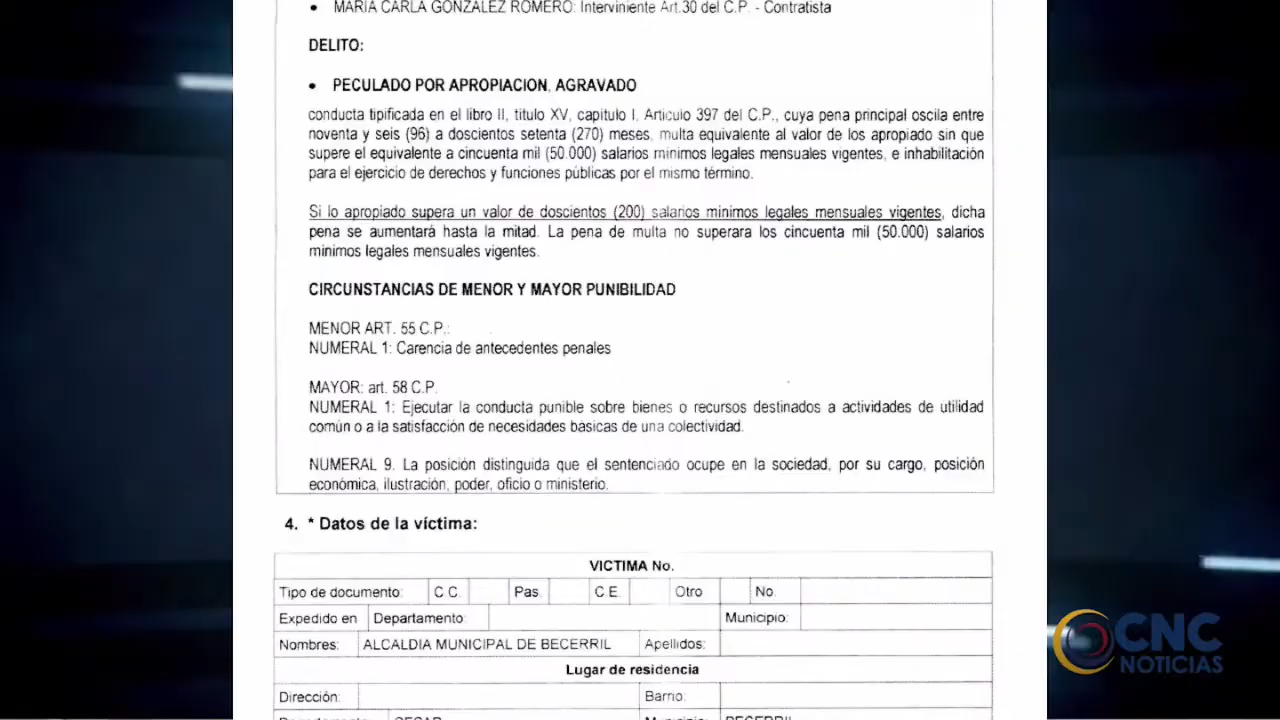 • MARIA CARLA GONZALEZ ROMERO: Interviniente Art.30 del C.P. - Contratista
DELITO:
• PECULADO POR APROPIACION, AGRAVADO
conducta tipificada en el libro II, titulo XV, capitulo I, Articulo 397 del C.P., cuya pena principal oscila entre
noventa y seis (96) a doscientos setenta (270) meses, multa equivalente al valor de los apropiado sin que
supere el equivalente a cincuenta mil (50.000) salarios minimos legales mensuales vigentes, e inhabilitación
para el ejercicio de derechos y funciones públicas por el mismo término.
Si lo apropiado supera un valor de doscientos (200) salarios minimos legales mensuales vigentes, dicha
pena se aumentará hasta la mitad. La pena de multa no superara los cincuenta mil (50.000) salarios
minimos legales mensuales vigentes.
CIRCUNSTANCIAS DE MENOR Y MAYOR PUNIBILIDAD
MENOR ART. 55 C.P.:
NUMERAL 1: Carencia de antecedentes penales
MAYOR: art. 58 C.P.
NUMERAL 1: Ejecutar la conducta punible sobre bienes o recursos destinados a actividades de utilidad
común o a la satisfacción de necesidades básicas de una colectividad.
NUMERAL 9. La posición distinguida que el sentenciado ocupe en la sociedad, por su cargo, posición
económica, ilustración, poder, oficio o ministerio.
4. * Datos de la víctima:
VICTIMA No.
Tipo de documento: C.C. Pas. C.E. Otro No.
Expedido en Departamento: Municipio:
Nombres: ALCALDIA MUNICIPAL DE BECERRIL Apellidos:
Lugar de residencia
Dirección: Barrio:
Departamento: CESAR Municipio: BECERRIL
CNC
NOTICIAS